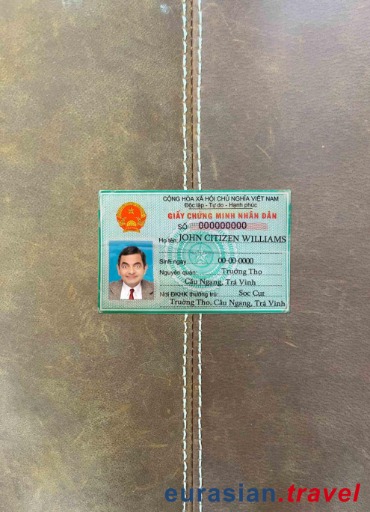 CỘNG HÒA XÃ HỘI CHỦ NGHĨA VIỆT NAM
Độc lập - Tự do - Hạnh phúc
GIẤY CHỨNG MINH NHÂN DÂN
SỐ 000000000
Họ tên: JOHN CITIZEN WILLIAMS
Sinh ngày 00-00-0000
Nguyên quán: Trường Thọ
Cầu Ngang, Trà Vinh
Nơi ĐKHK thường trú: Soc Cut
Trường Thọ, Cầu Ngang, Trà Vinh
eurasian.travel